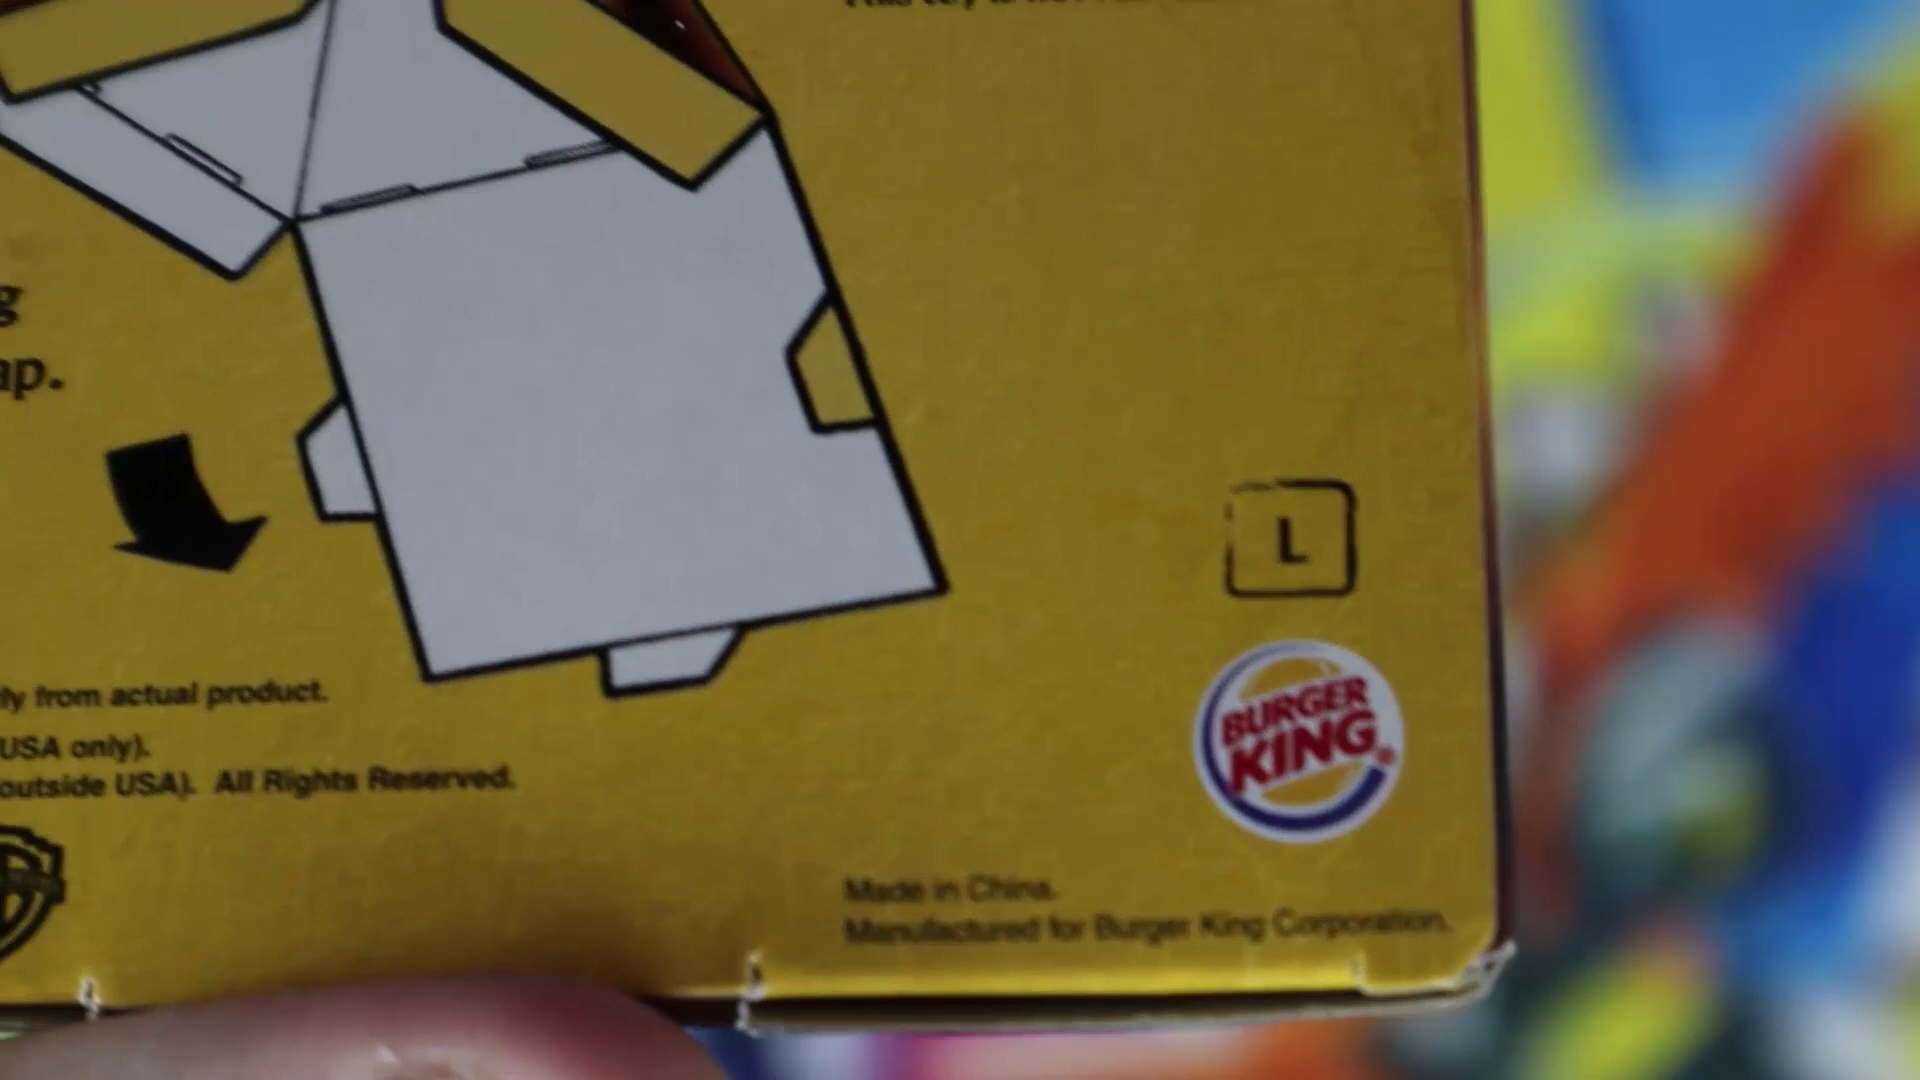 g
ap.
L
ly from actual product.
USA only).
outside USA). All Rights Reserved.
BURGER
KING®
Made in China.
Manufactured for Burger King Corporation.